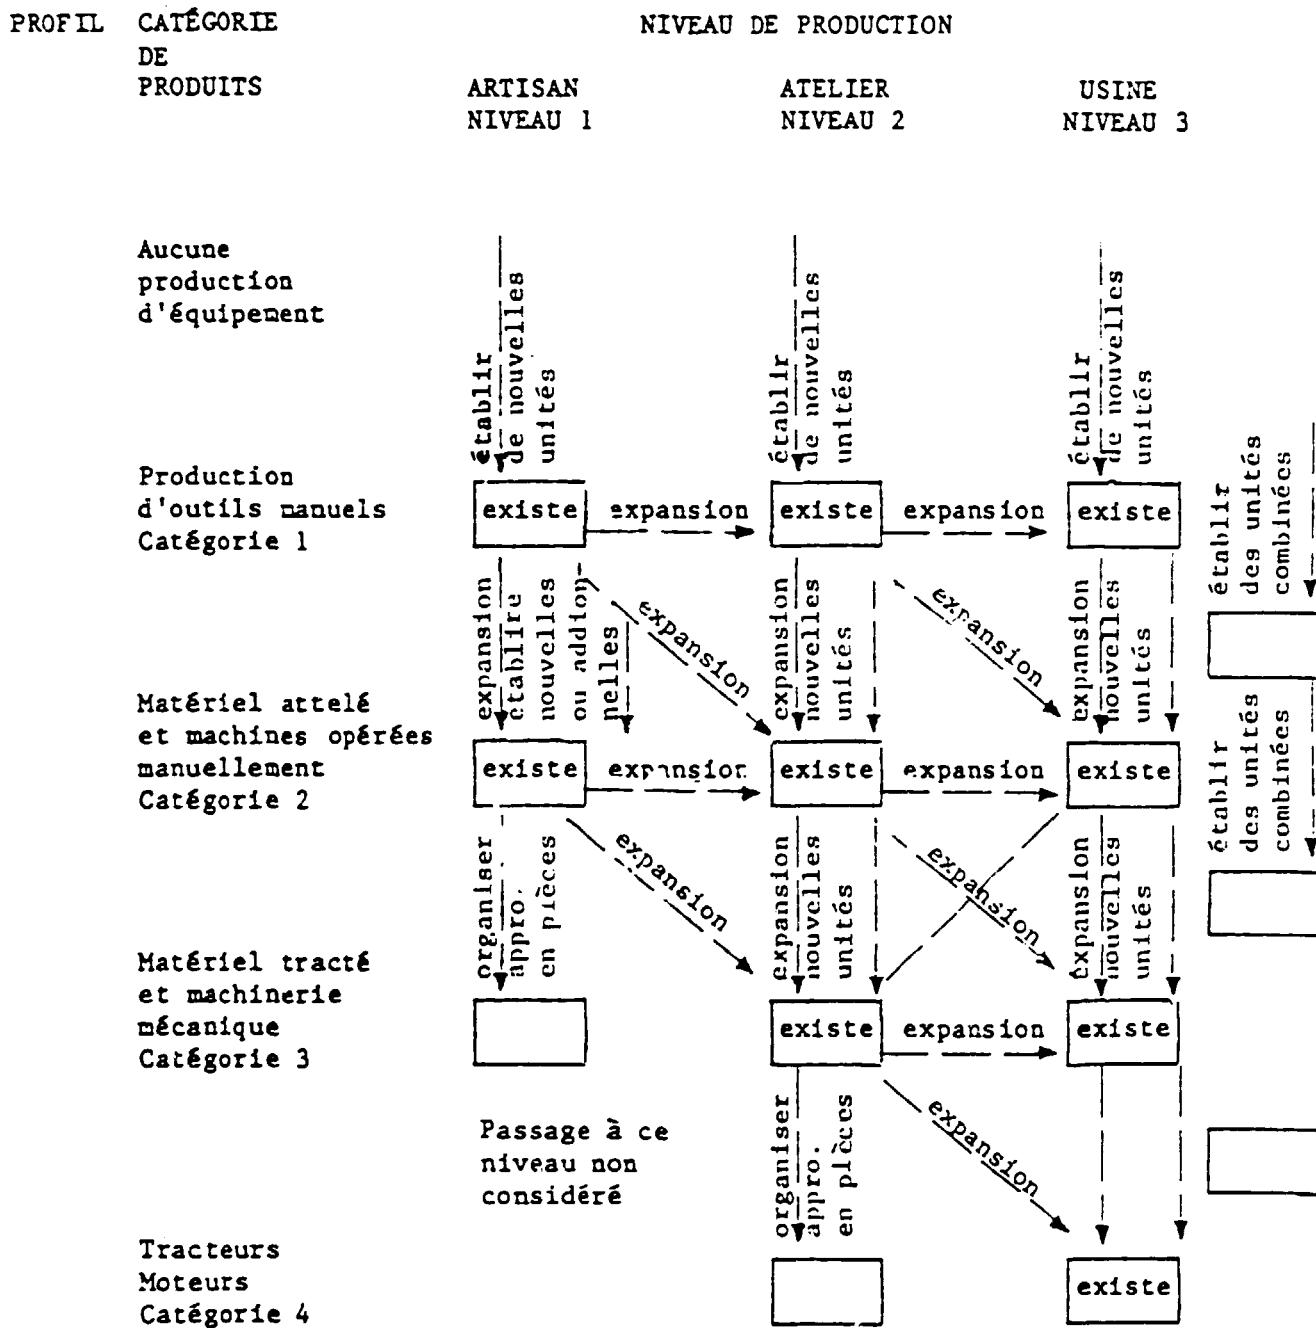 PROFIL CATÉGORIE NIVEAU DE PRODUCTION
DE
PRODUITS ARTISAN ATELIER USINE
NIVEAU 1 NIVEAU 2 NIVEAU 3
Aucune
production
d'équipement
établir
de nouvelles
unités
établir
de nouvelles
unités
établir
de nouvelles
unités
Production
d'outils manuels
Catégorie 1
existe expansion existe expansion existe
établir
des unités
combinées
expansion
établire
nouvelles
ou addion
nelles
expansion
expansion
nouvelles
unités
expansion
expansion
nouvelles
unités
Matériel attelé
et machines opérées
manuellement
Catégorie 2
existe expansion existe expansion existe
établir
des unités
combinées
organiser
appro.
en pièces
expansion
expansion
nouvelles
unités
expansion
expansion
nouvelles
unités
Matériel tracté
et machinerie
mécanique
Catégorie 3
existe expansion existe
Passage à ce
niveau non
considéré
organiser
appro.
en pièces
expansion
Tracteurs
Moteurs
Catégorie 4
existe